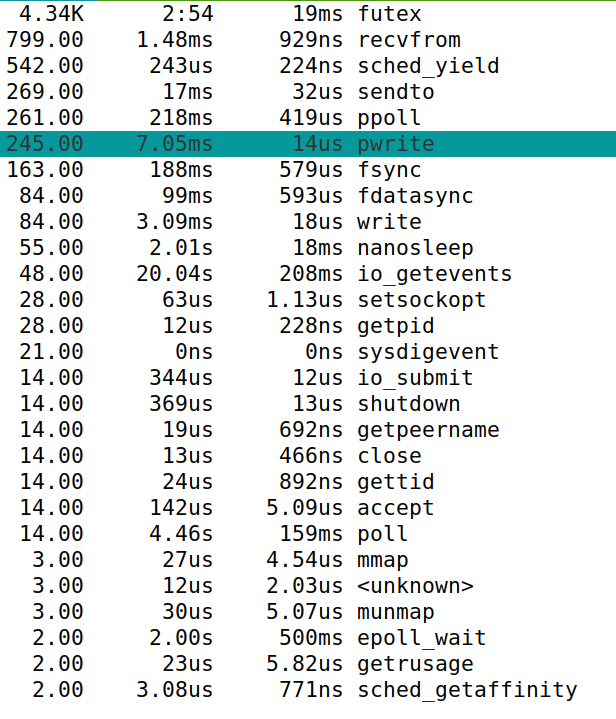 4.34K 2:54 19ms futex
799.00 1.48ms 929ns recvfrom
542.00 243us 224ns sched_yield
269.00 17ms 32us sendto
261.00 218ms 419us ppoll
245.00 7.05ms 14us pwrite
163.00 188ms 579us fsync
84.00 99ms 593us fdatasync
84.00 3.09ms 18us write
55.00 2.01s 18ms nanosleep
48.00 20.04s 208ms io_getevents
28.00 63us 1.13us setsockopt
28.00 12us 228ns getpid
21.00 0ns 0ns sysdigevent
14.00 344us 12us io_submit
14.00 369us 13us shutdown
14.00 19us 692ns getpeername
14.00 13us 466ns close
14.00 24us 892ns gettid
14.00 142us 5.09us accept
14.00 4.46s 159ms poll
3.00 27us 4.54us mmap
3.00 12us 2.03us <unknown>
3.00 30us 5.07us munmap
2.00 2.00s 500ms epoll_wait
2.00 23us 5.82us getrusage
2.00 3.08us 771ns sched_getaffinity